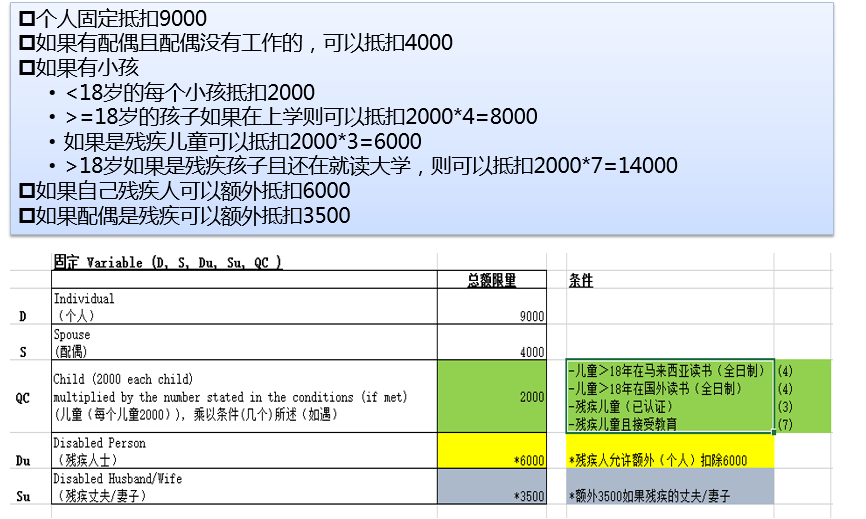 个人固定抵扣9000
如果有配偶且配偶没有工作的，可以抵扣4000
如果有小孩
• <18岁的每个小孩抵扣2000
• >=18岁的孩子如果在上学则可以抵扣2000*4=8000
• 如果是残疾儿童可以抵扣2000*3=6000
• >18岁如果是残疾孩子且还在就读大学，则可以抵扣2000*7=14000
如果自己残疾人可以额外抵扣6000
如果配偶是残疾可以额外抵扣3500
固定 Variable (D, S, Du, Su, QC )
总额限量 条件
Individual
D （个人） 9000
Spouse
S (配偶) 4000
Child (2000 each child) -儿童＞18年在马来西亚读书（全日制） (4)
-儿童＞18年在国外读书（全日制） (4)
QC multiplied by the number stated in the conditions (if met) 2000
(儿童（每个儿童2000）), 乘以条件(几个)所述（如遇） -残疾儿童（已认证） (3)
-残疾儿童且接受教育 (7)
Disabled Person
Du （残疾人士） *6000 *残疾人允许额外（个人）扣除6000
Disabled Husband/Wife
Su （残疾丈夫/妻子） *3500 *额外3500如果残疾的丈夫/妻子